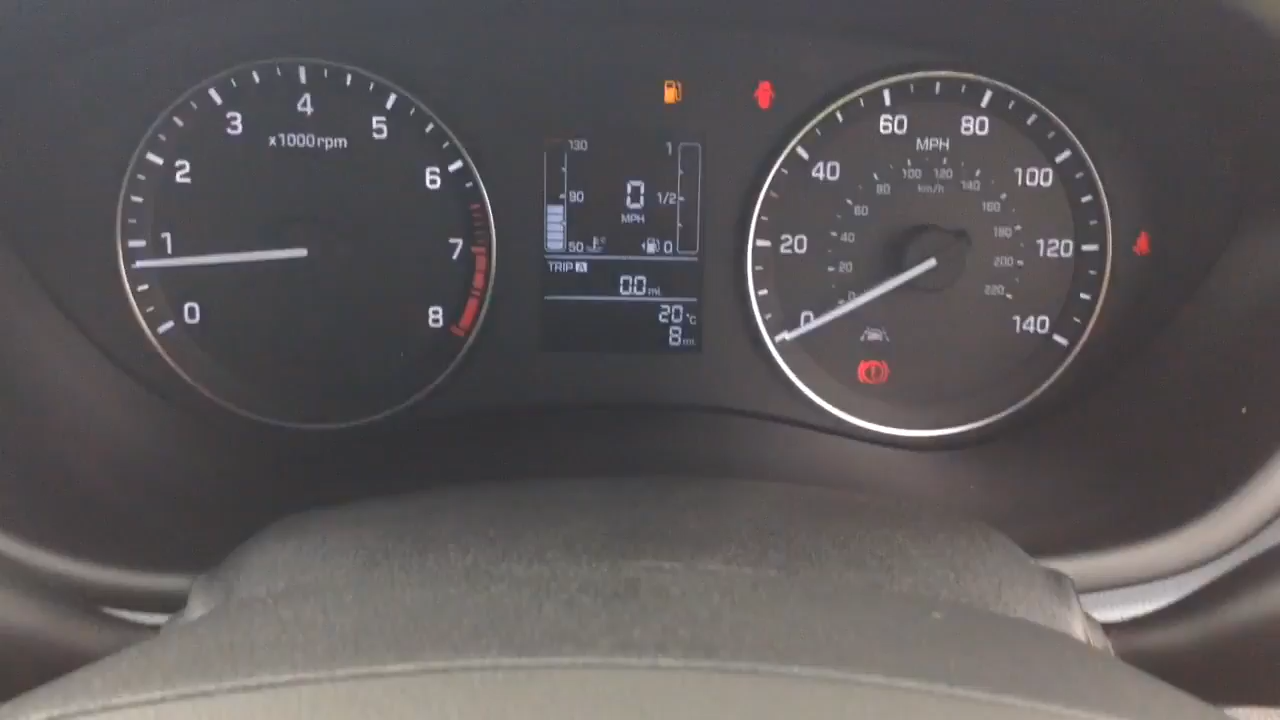 0 1 2 3 4 5 6 7 8
x1000rpm
130
90
50
0
MPH
1
1/2
0
TRIP A
0.0 mi
20°C
8 mi
0 20 40 60 80 100 120 140
MPH
km/h
0 20 40 60 80 100 120 140 160 180 200 220